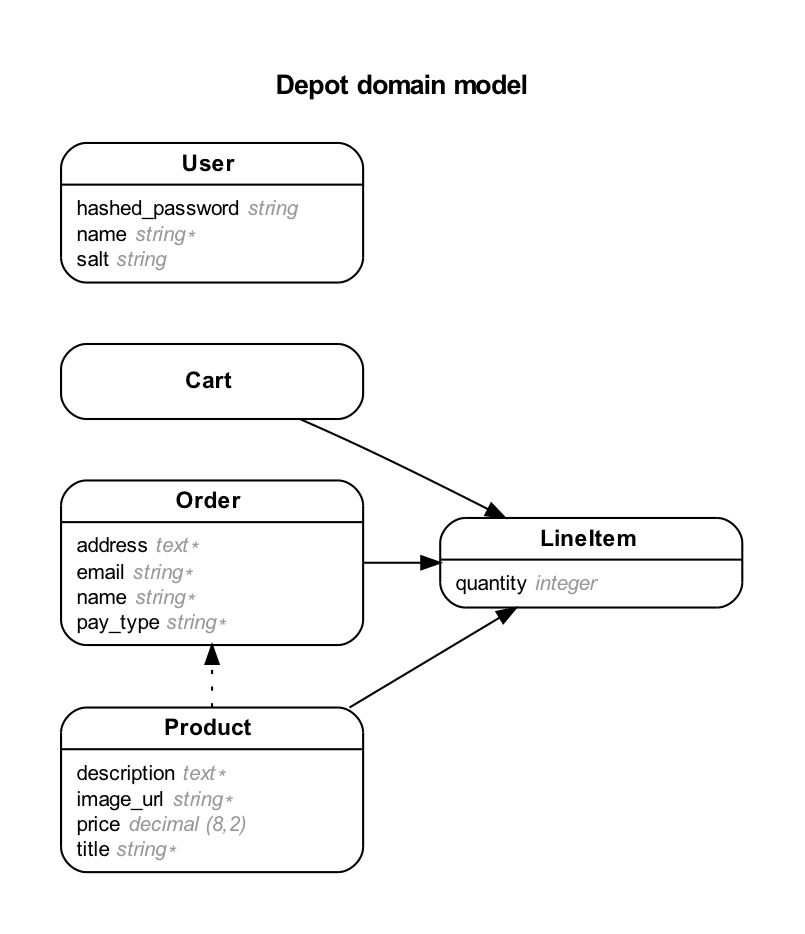 Depot domain model
User
hashed_password string
name string*
salt string
Cart
Order
address text*
email string*
name string*
pay_type string*
LineItem
quantity integer
Product
description text*
image_url string*
price decimal (8,2)
title string*